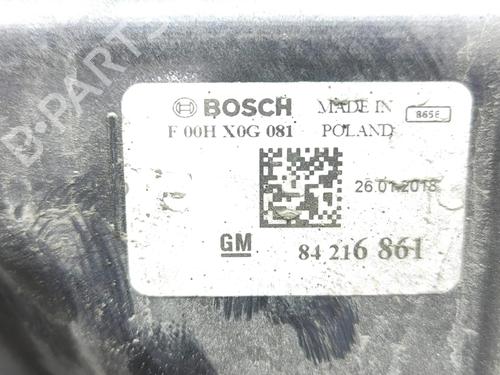 B-PARTS
BOSCH MADE IN 865E
F 00H X0G 081 POLAND
26.01.2018
GM 84 216 861